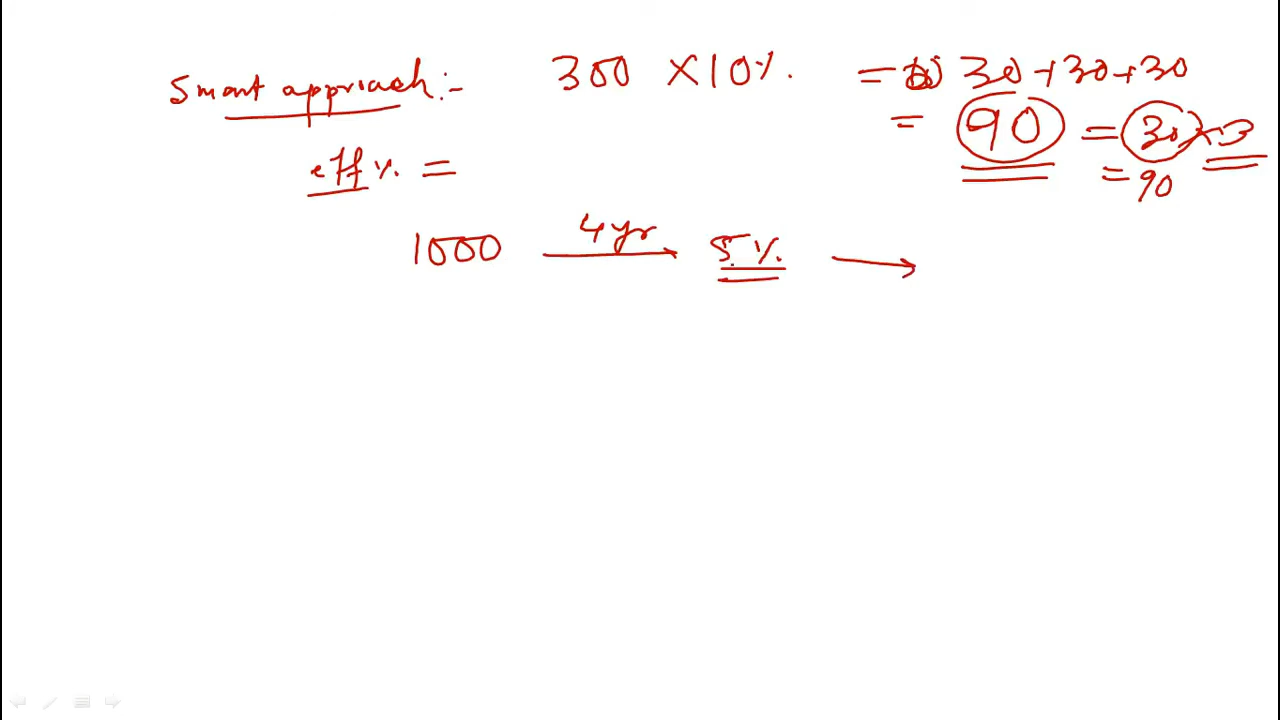 Smart approach:- 300 × 10% = 30 + 30 + 30
= 90 = 30 × 3
= 90
eff % =
1000 4yr → 5% →